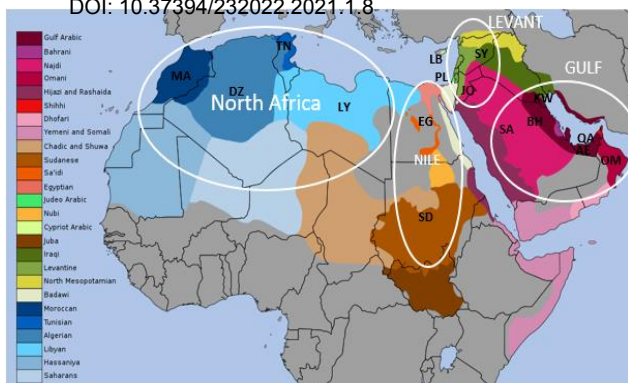 DOI: 10.37394/232022.2021.1.8
LEVANT
GULF
North Africa
NILE
MA
DZ
TN
LY
EG
SD
LB
SY
PL
JO
SA
KW
BH
QA
AE
OM
Gulf Arabic
Bahrani
Najdi
Omani
Hijazi and Rashaida
Shihhi
Dhofari
Yemeni and Somali
Chadic and Shuwa
Sudanese
Sa'idi
Egyptian
Judeo Arabic
Nubi
Cypriot Arabic
Juba
Iraqi
Levantine
North Mesopotamian
Badawi
Moroccan
Tunisian
Algerian
Libyan
Hassaniya
Saharans